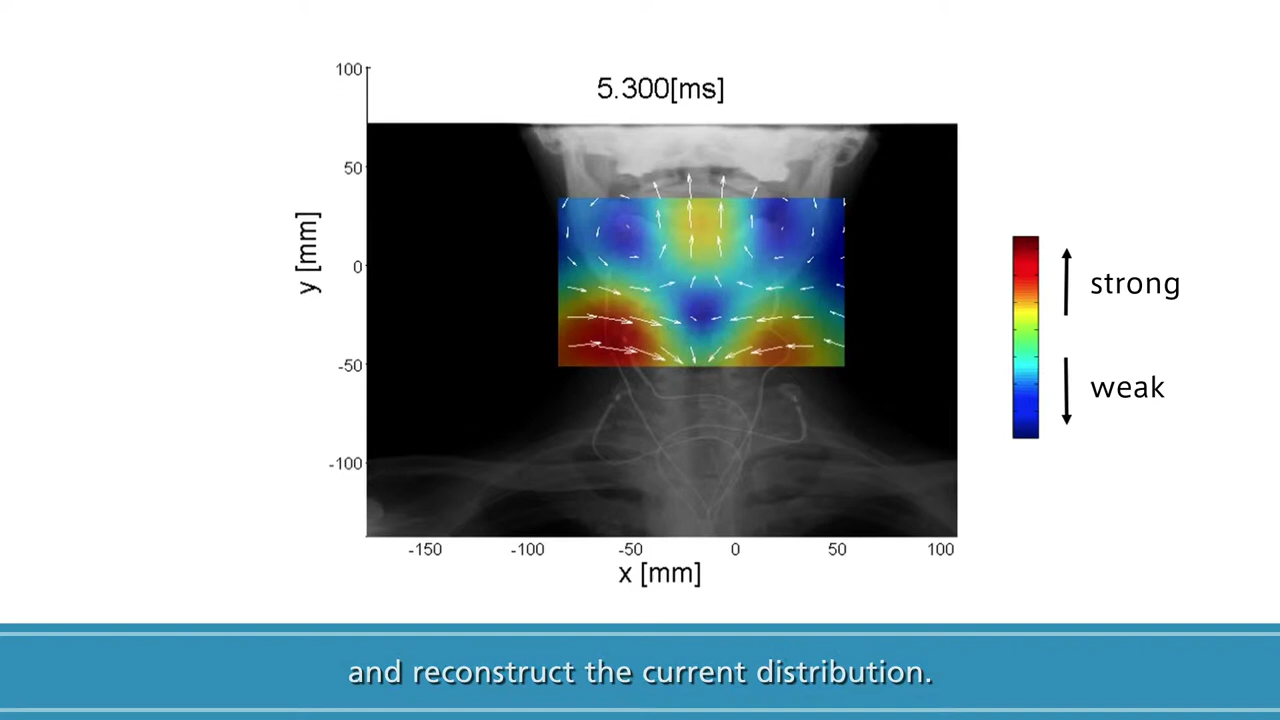 5.300[ms]
100
50
0
-50
-100
y [mm]
-150
-100
-50
0
50
100
x [mm]
strong
weak
and reconstruct the current distribution.